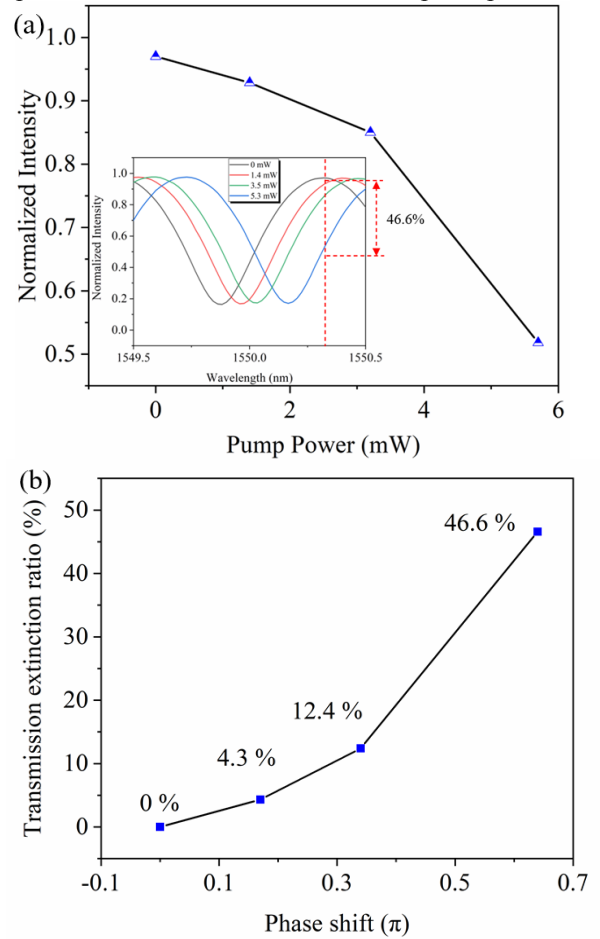 (a)
1.0
0.9
0.8
0.7
0.6
0.5
Normalized Intensity
0 mW
1.4 mW
3.5 mW
5.3 mW
1.0
0.8
0.6
0.4
0.2
0.0
Normalized Intensity
46.6%
1549.5
1550.0
1550.5
Wavelength (nm)
0
2
4
6
Pump Power (mW)
(b)
50
40
30
20
10
0
Transmission extinction ratio (%)
46.6 %
12.4 %
4.3 %
0 %
-0.1
0.1
0.3
0.5
0.7
Phase shift (π)